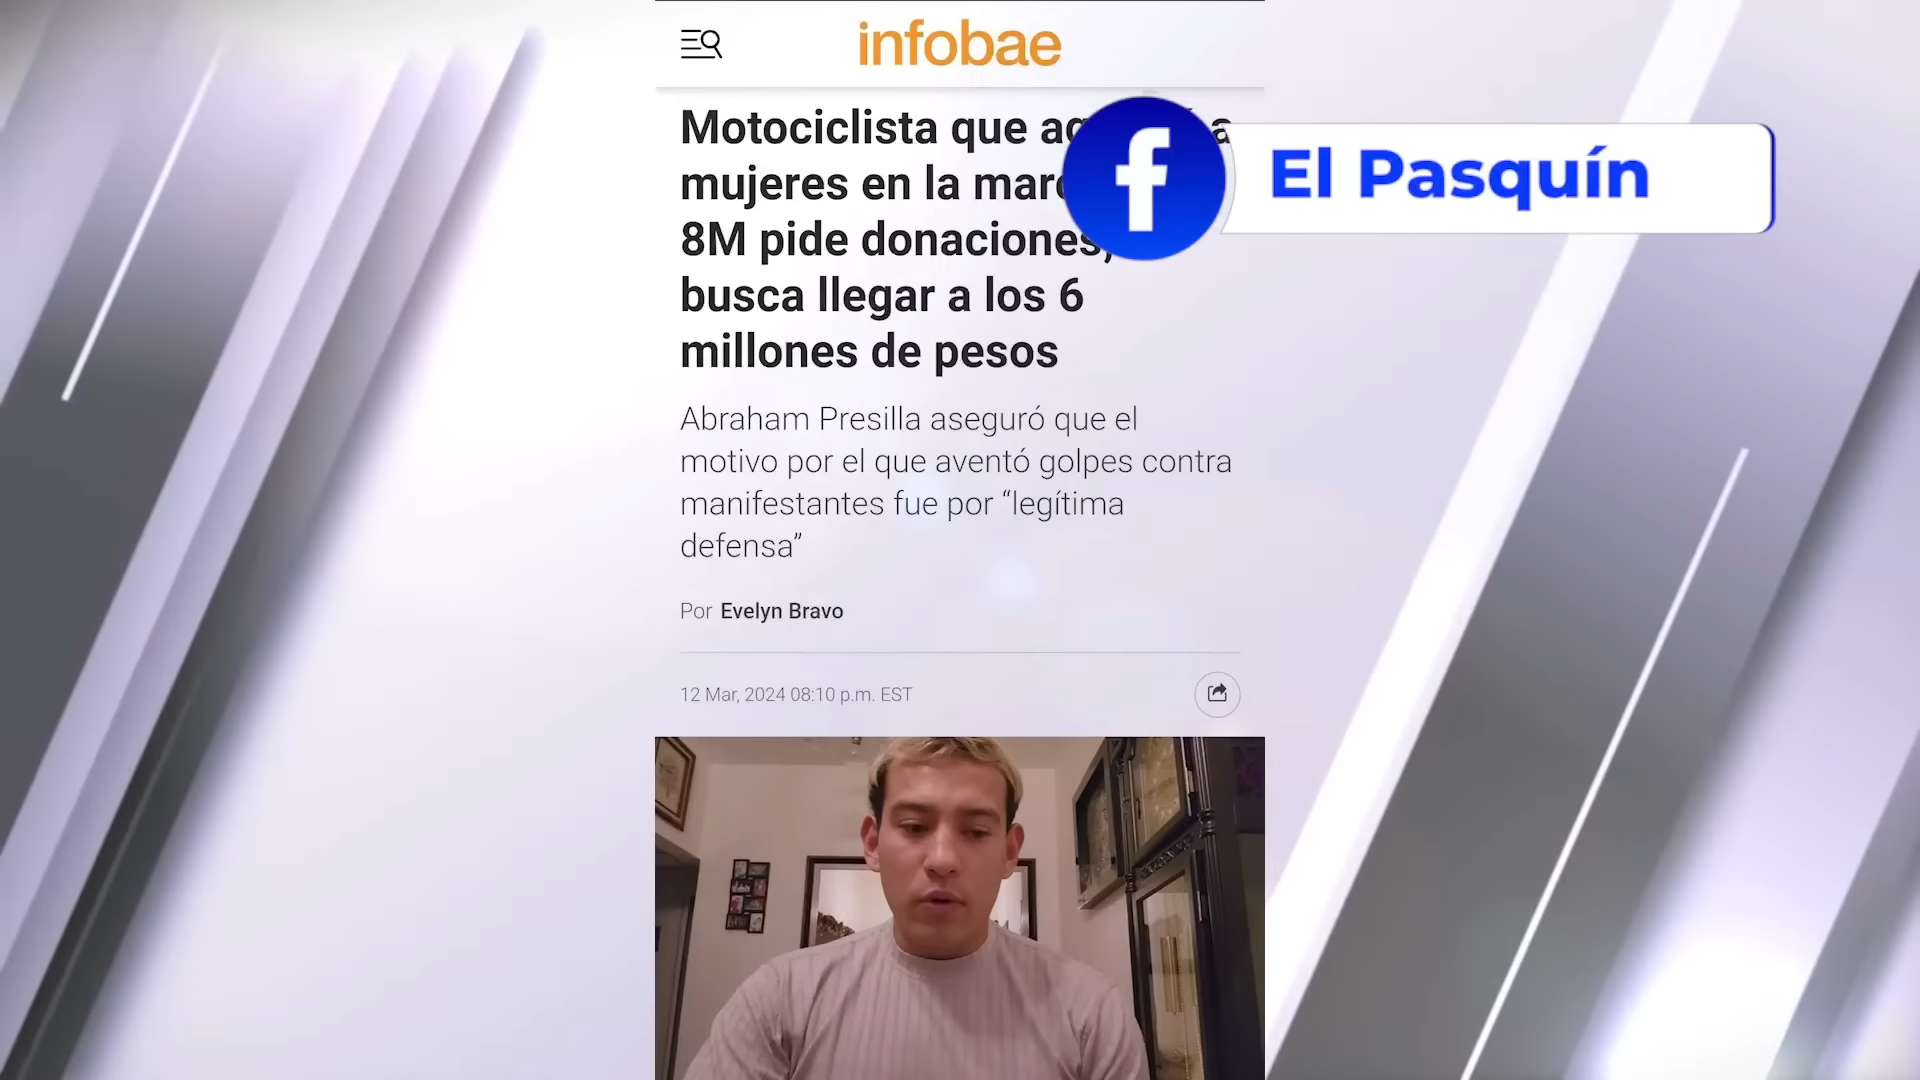 infobae
Motociclista que a
mujeres en la mar
8M pide donaciones,
busca llegar a los 6
millones de pesos
El Pasquín
Abraham Presilla aseguró que el
motivo por el que aventó golpes contra
manifestantes fue por “legítima
defensa”
Por Evelyn Bravo
12 Mar, 2024 08:10 p.m. EST